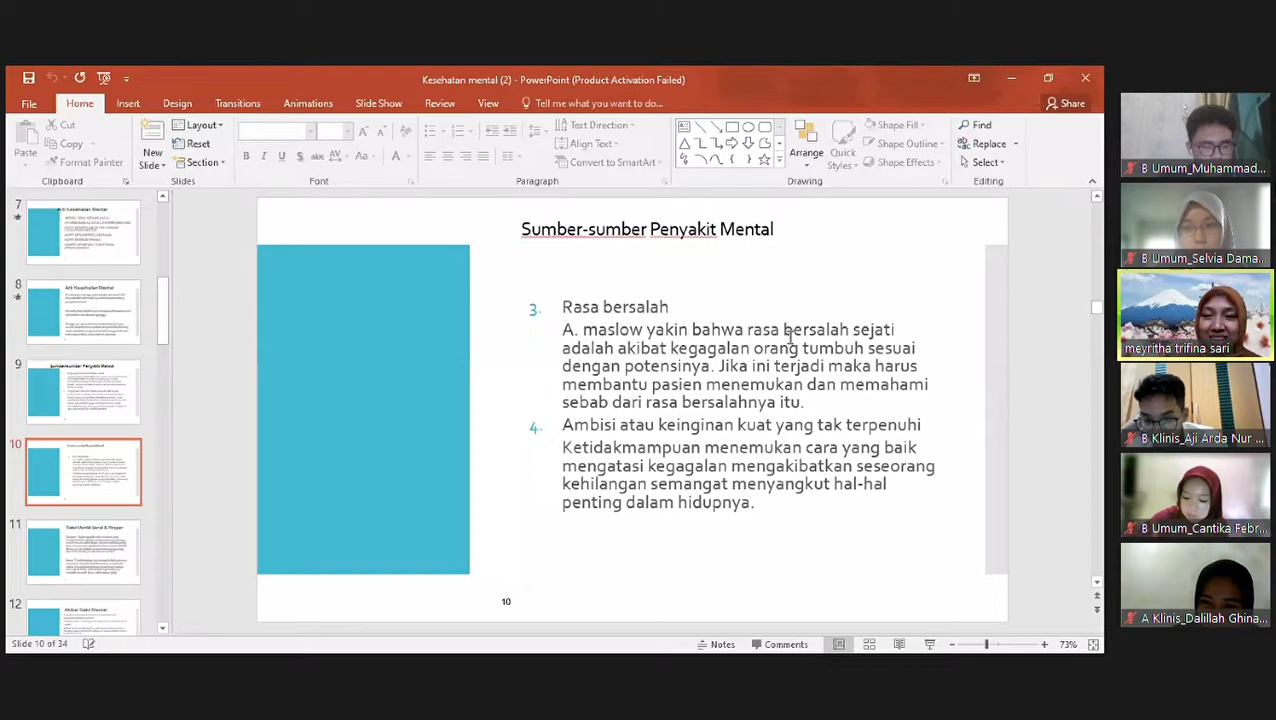 Kesehatan mental (2) - PowerPoint (Product Activation Failed)
File Home Insert Design Transitions Animations Slide Show Review View Tell me what you want to do... Share
Paste
Cut
Copy
Format Painter
Clipboard
New Slide
Layout
Reset
Section
Slides
B I U S abc AV Aa A
Font
Text Direction
Align Text
Convert to SmartArt
Paragraph
Arrange
Quick Styles
Shape Fill
Shape Outline
Shape Effects
Drawing
Find
Replace
Select
Editing
7
8
9
10
11
12
Sumber-sumber Penyakit Mental
3. Rasa bersalah
A. maslow yakin bahwa rasa bersalah sejati
adalah akibat kegagalan orang tumbuh sesuai
dengan potensinya. Jika ini terjadi maka harus
membantu pasien menemukan dan memahami
sebab dari rasa bersalahnya itu.
4. Ambisi atau keinginan kuat yang tak terpenuhi
Ketidakmampuan menemukan cara yang baik
mengatasi kegagalan mengakibatkan seseorang
kehilangan semangat menyangkut hal-hal
penting dalam hidupnya.
10
Slide 10 of 34
Notes Comments 73%
B Umum_Muhammad...
B Umum_Selvia Dama...
meyritha trifina sari
B Klinis_Aji Arda Nur ...
B Umum_Cantika Febr...
A Klinis_Dalillah Ghina...